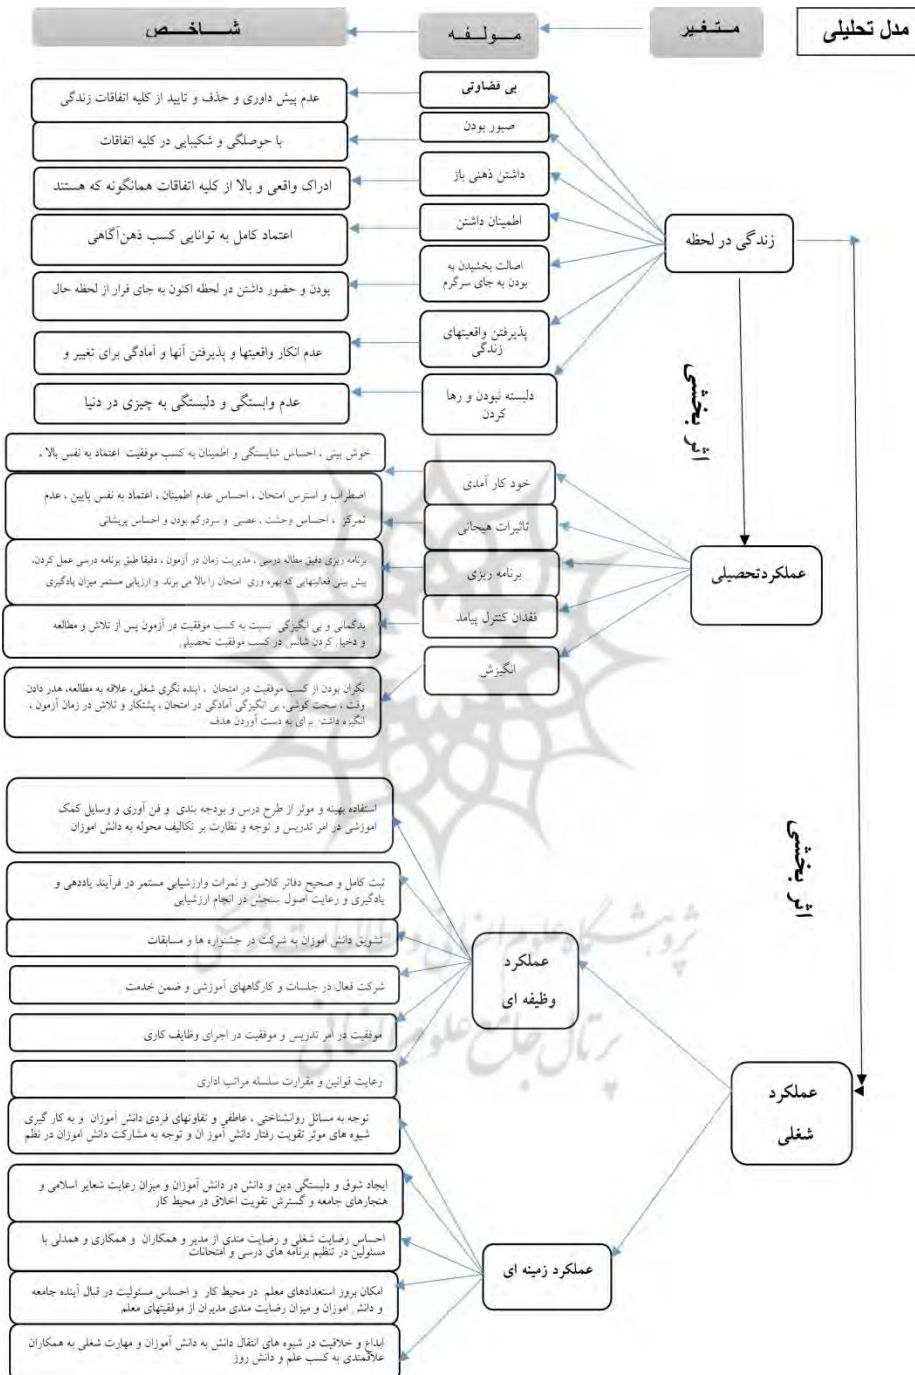 مدل تحلیلی
متغیر
مولفه
شاخص
زندگی در لحظه
بی قضاوتی
عدم پیش داوری و حذف و تایید از کلیه اتفاقات زندگی
صبور بودن
با حوصلگی و شکیبایی در کلیه اتفاقات
داشتن ذهنی باز
ادراک واقعی و بالا از کلیه اتفاقات همانگونه که هستند
اطمینان داشتن
اعتماد کامل به توانایی کسب ذهن‌آگاهی
اصالت بخشیدن به
بودن به جای سرگرم
بودن و حضور داشتن در لحظه اکنون به جای فرار از لحظه حال
پذیرفتن واقعیتهای
زندگی
عدم انکار واقعیتها و پذیرفتن آنها و آمادگی برای تغییر و
دلبسته نبودن و رها
کردن
عدم وابستگی و دلبستگی به چیزی در دنیا
اثر بخشی
عملکردتحصیلی
خود کار آمدی
خوش بینی ، احساس شایستگی و اطمینان به کسب موفقیت اعتماد به نفس بالا ،
تاثیرات هیجانی
اضطراب و استرس امتحان ، احساس عدم اطمینان ، اعتماد به نفس پایین ، عدم
تمرکز ، احساس وحشت ، عصبی و سردرگم بودن و احساس پریشانی
برنامه ریزی
برنامه ریزی دقیق مطاله درسی ، مدیریت زمان در آزمون ، دقیقا طبق برنامه درسی عمل کردن،
پیش بینی فعالیتهایی که بهره وری امتحان را بالا می برند و ارزیابی مستمر میزان یادگیری
فقدان کنترل پیامد
بدگمانی و بی انگیزگی نسبت به کسب موفقیت در آزمون پس از تلاش و مطالعه
و دخیل کردن شانس در کسب موفقیت تحصیلی
انگیزش
نگران بودن از کسب موفقیت در امتحان ، آینده نگری شغلی، علاقه به مطالعه، هدر دادن
وقت ، سخت کوشی، بی انگیزگی آمادگی در امتحان ، پشتکار و تلاش در زمان آزمون ،
انگیزه داشتن برای به دست آوردن هدف
اثر بخشی
عملکرد
شغلی
عملکرد
وظیفه ای
استفاده بهینه و موثر از طرح درس و بودجه بندی و فن آوری و وسایل کمک
اموزشی در امر تدریس و توجه و نظارت بر تکالیف محوله به دانش اموزان
ثبت کامل و صحیح دفاتر کلاسی و نمرات وارزشیابی مستمر در فرآیند یاددهی و
یادگیری و رعایت اصول سنجش در انجام ارزشیابی
تشویق دانش اموزان به شرکت در جشنواره ها و مسابقات
شرکت فعال در جلسات و کارگاههای آموزشی و ضمن خدمت
موفقیت در امر تدریس و موفقیت در اجرای وظایف کاری
رعایت قوانین و مقرارت سلسله مراتب اداری
عملکرد زمینه ای
توجه به مسائل روانشناختی ، عاطفی و تفاوتهای فردی دانش آموزان و به کار گیری
شیوه های موثر تقویت رفتار دانش آموز ان و توجه به مشارکت دانش اموزان در نظم
ایجاد شوق و دلبستگی دین و دانش در دانش آموزان و میزان رعایت شعایر اسلامی و
هنجارهای جامعه و گسترش تقویت اخلاق در محیط کار
احساس رضایت شغلی و رضایت مندی از مدیر و همکاران و همکاری و همدلی با
مسئولین در تنظیم برنامه های درسی و امتحانات
امکان بروز استعدادهای معلم در محیط کار و احساس مسئولیت در قبال آینده جامعه
و دانش اموزان و میزان رضایت مندی مدیران از موفقیتهای معلم
ابداع و خلاقیت در شیوه های انتقال دانش به دانش آموزان و مهارت شغلی به همکاران
علاقمندی به کسب علم و دانش روز
پژوهشگاه علوم انسانی و مطالعات فرهنگی
پرتال جامع علوم انسانی